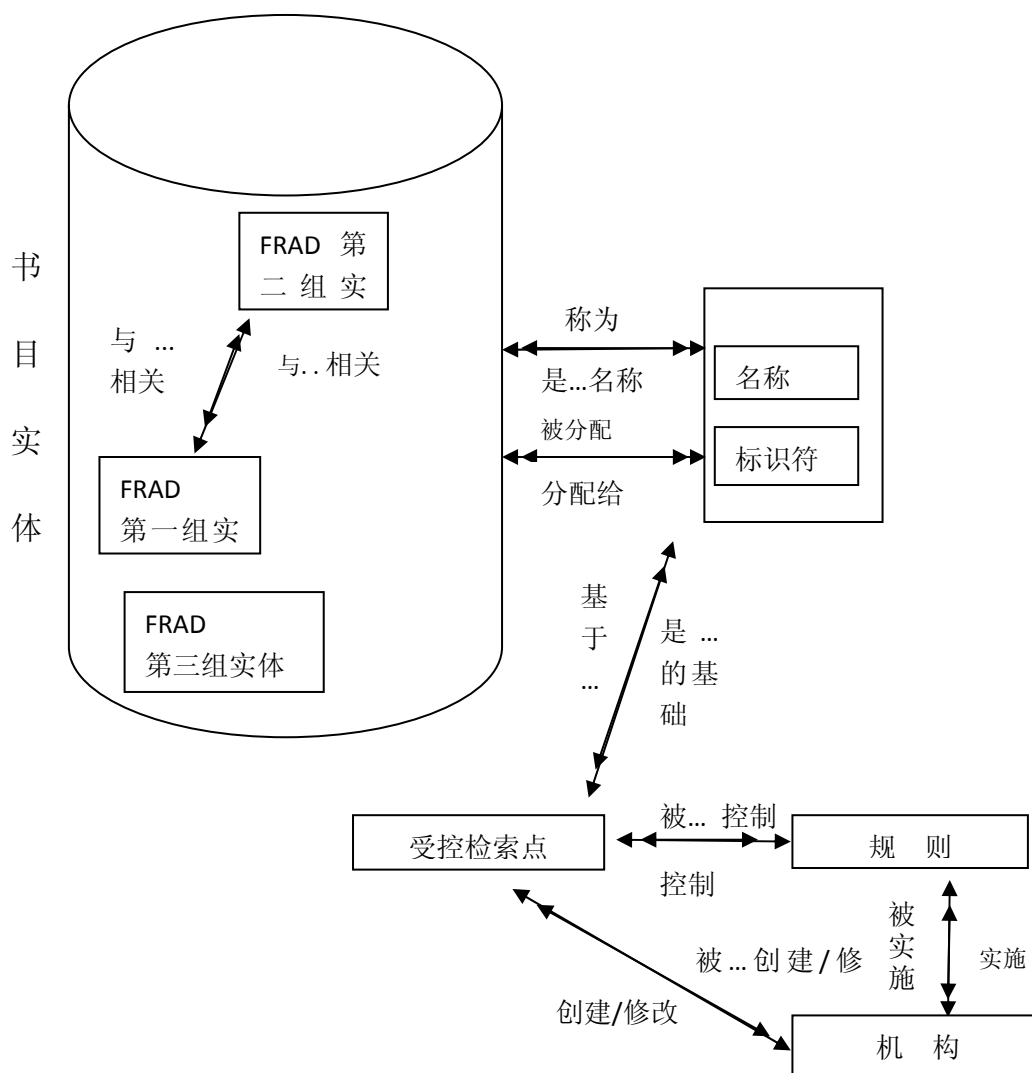 书
目
实
体
FRAD 第
二 组 实
与 ...
相关
与. . 相关
FRAD
第一组实
FRAD
第三组实体
称为
是...名称
被分配
分配给
名称
标识符
基
于
...
是 ...
的基
础
受控检索点
被... 控制
控制
规 则
被...创建/修
创建/修改
被
实
施
实施
机 构